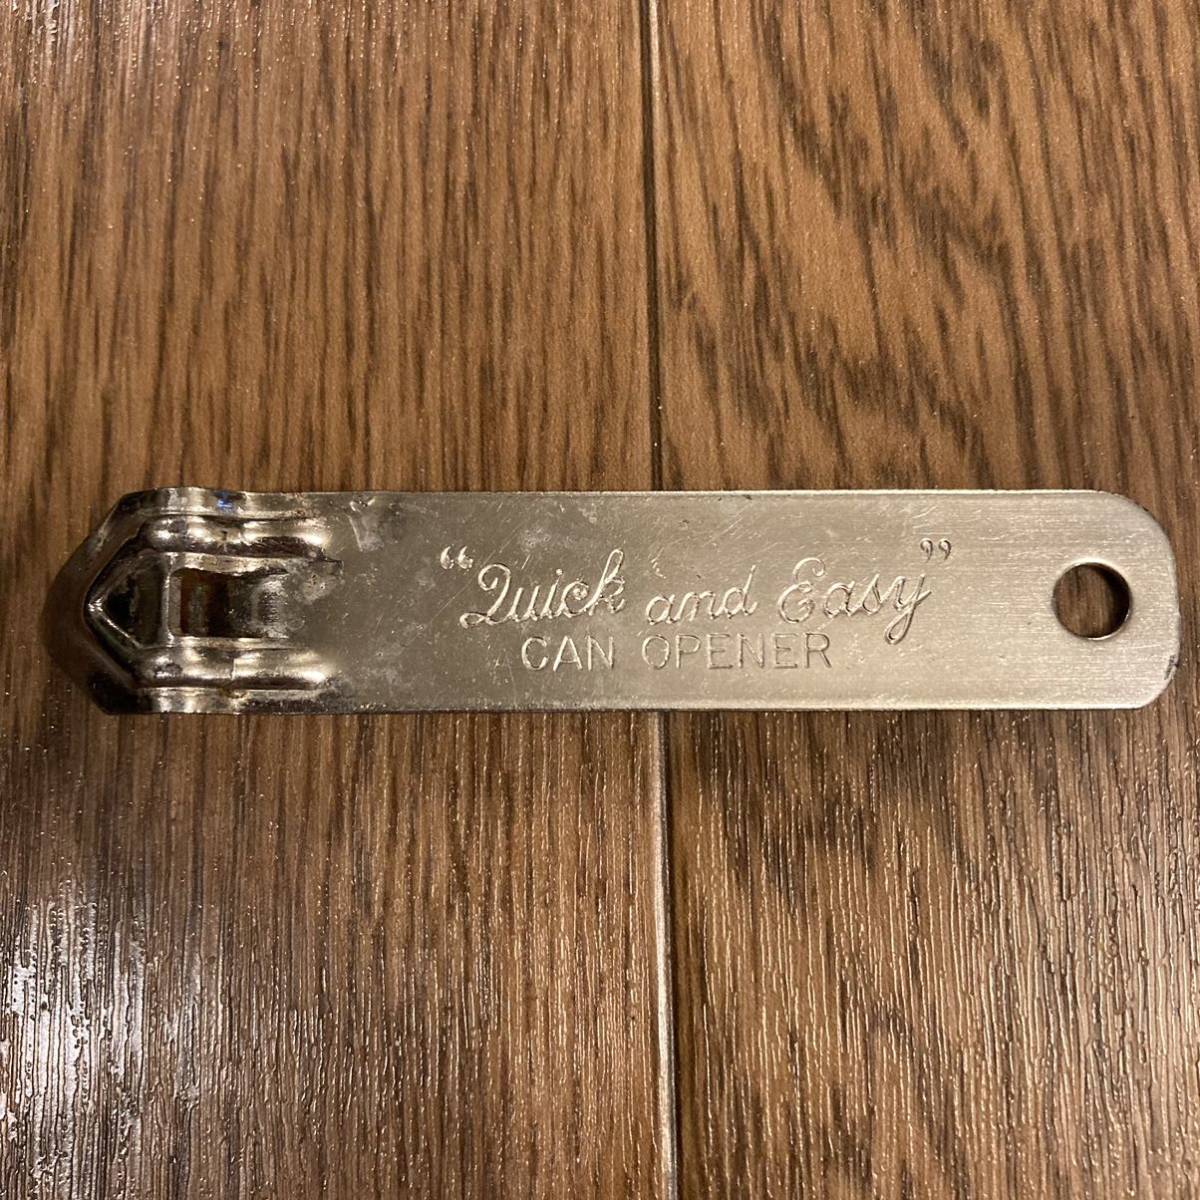 “Quick and Easy”
CAN OPENER